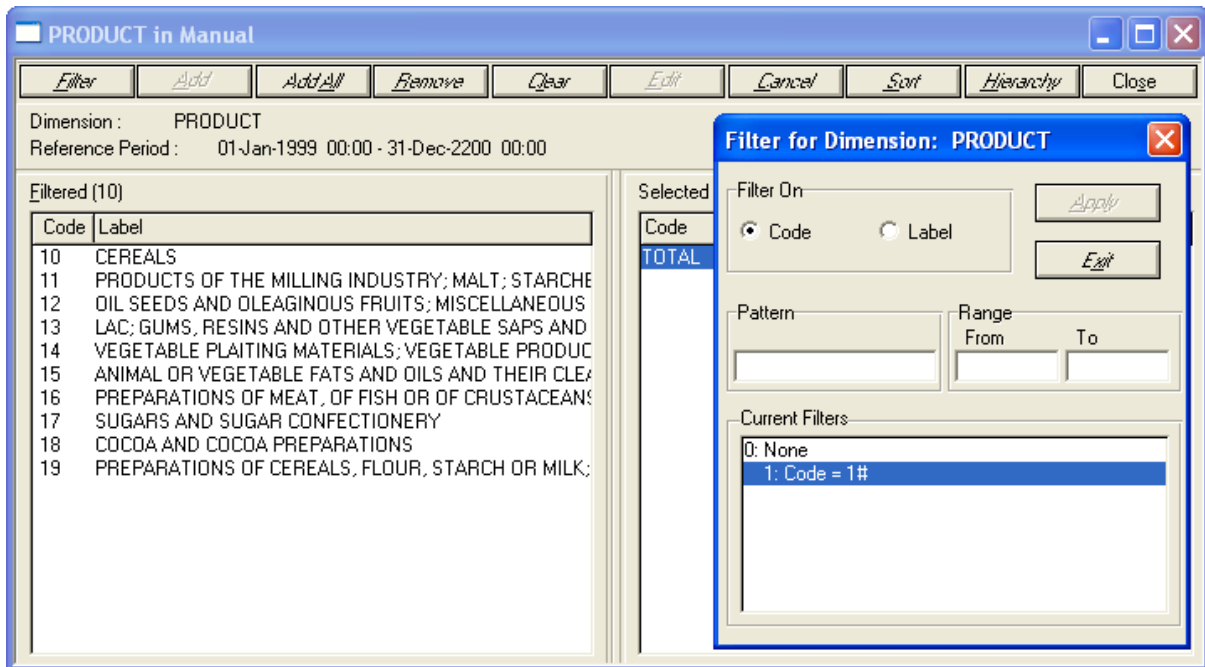 PRODUCT in Manual
Filter Add Add All Remove Clear Edit Cancel Sort Hierarchy Close
Dimension : PRODUCT
Reference Period : 01-Jan-1999 00:00 - 31-Dec-2200 00:00
Filtered (10)
Code Label
10 CEREALS
11 PRODUCTS OF THE MILLING INDUSTRY; MALT; STARCHE
12 OIL SEEDS AND OLEAGINOUS FRUITS; MISCELLANEOUS
13 LAC; GUMS, RESINS AND OTHER VEGETABLE SAPS AND
14 VEGETABLE PLAITING MATERIALS; VEGETABLE PRODUC
15 ANIMAL OR VEGETABLE FATS AND OILS AND THEIR CLEA
16 PREPARATIONS OF MEAT, OF FISH OR OF CRUSTACEANS
17 SUGARS AND SUGAR CONFECTIONERY
18 COCOA AND COCOA PREPARATIONS
19 PREPARATIONS OF CEREALS, FLOUR, STARCH OR MILK;
Selected
Code
TOTAL
Filter for Dimension: PRODUCT
Filter On
Code Label
Apply
Exit
Pattern
Range
From To
Current Filters
0: None
1: Code = 1#